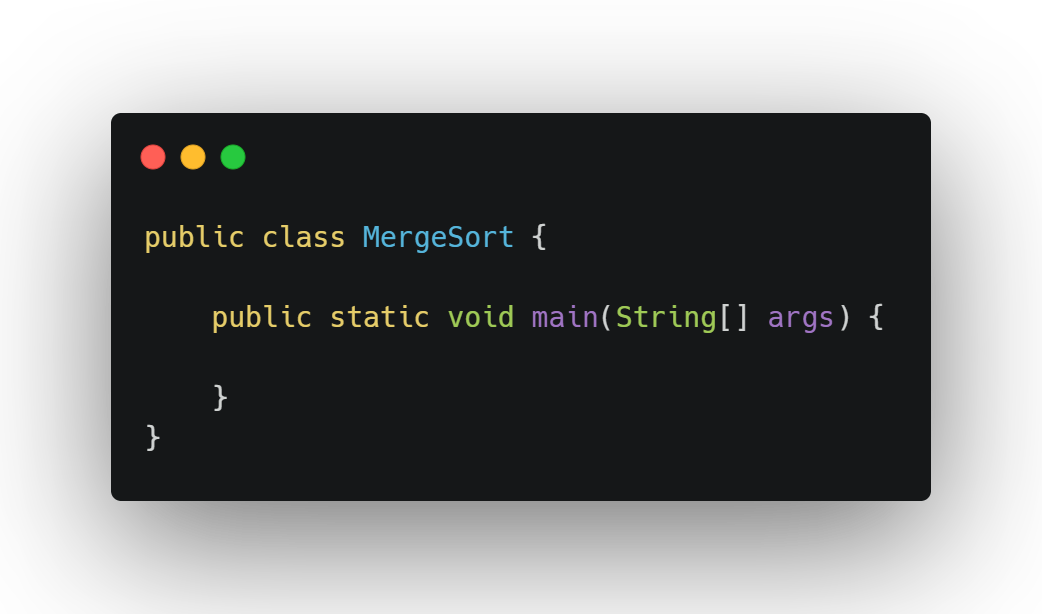 public class MergeSort {
    public static void main(String[] args) {
    }
}